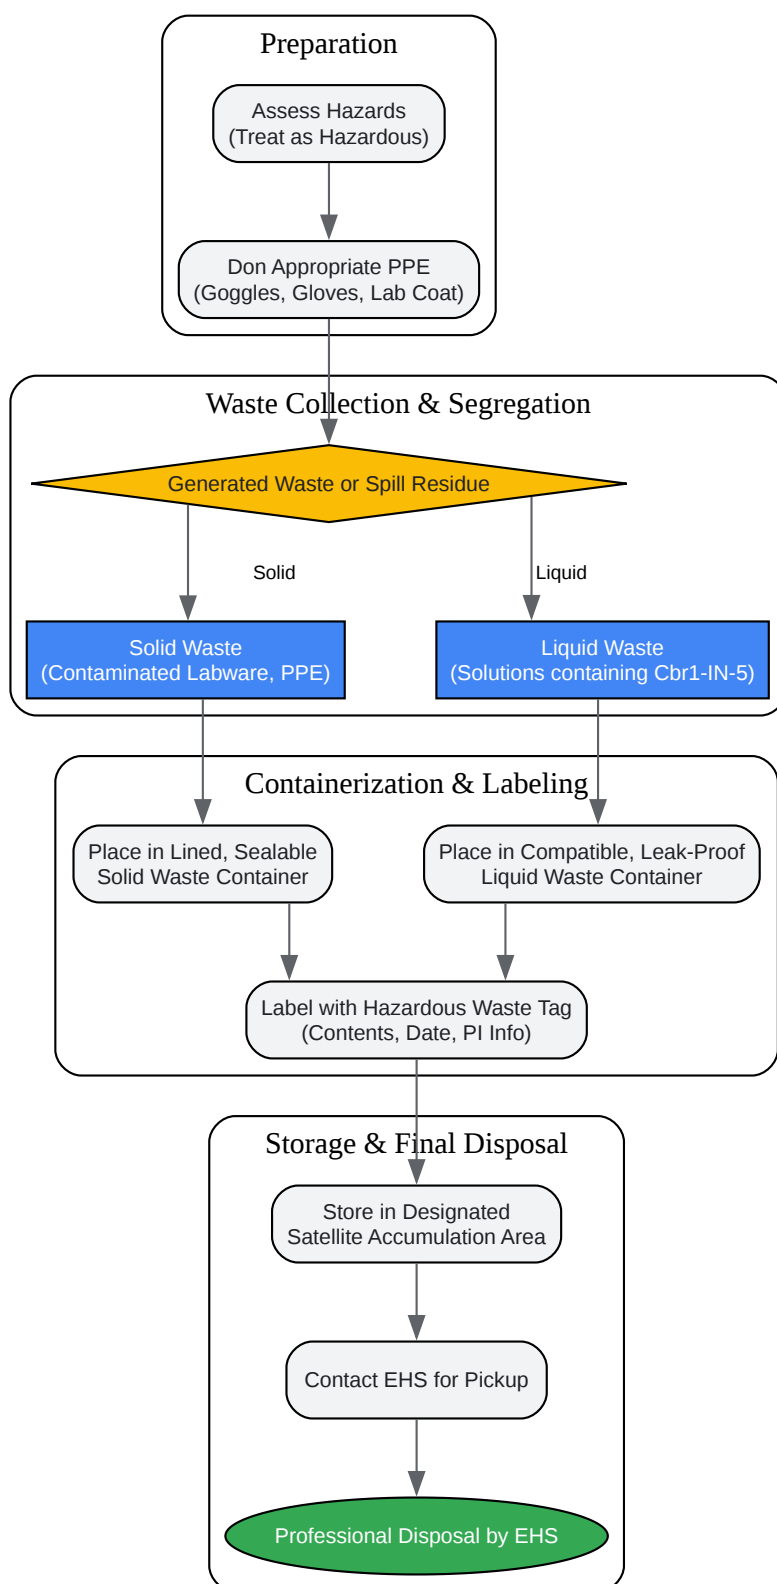 Preparation
Assess Hazards
(Treat as Hazardous)
Don Appropriate PPE
(Goggles, Gloves, Lab Coat)
Waste Collection & Segregation
Generated Waste or Spill Residue
Solid
Liquid
Solid Waste
(Contaminated Labware, PPE)
Liquid Waste
(Solutions containing Cbr1-IN-5)
Containerization & Labeling
Place in Lined, Sealable
Solid Waste Container
Place in Compatible, Leak-Proof
Liquid Waste Container
Label with Hazardous Waste Tag
(Contents, Date, PI Info)
Storage & Final Disposal
Store in Designated
Satellite Accumulation Area
Contact EHS for Pickup
Professional Disposal by EHS